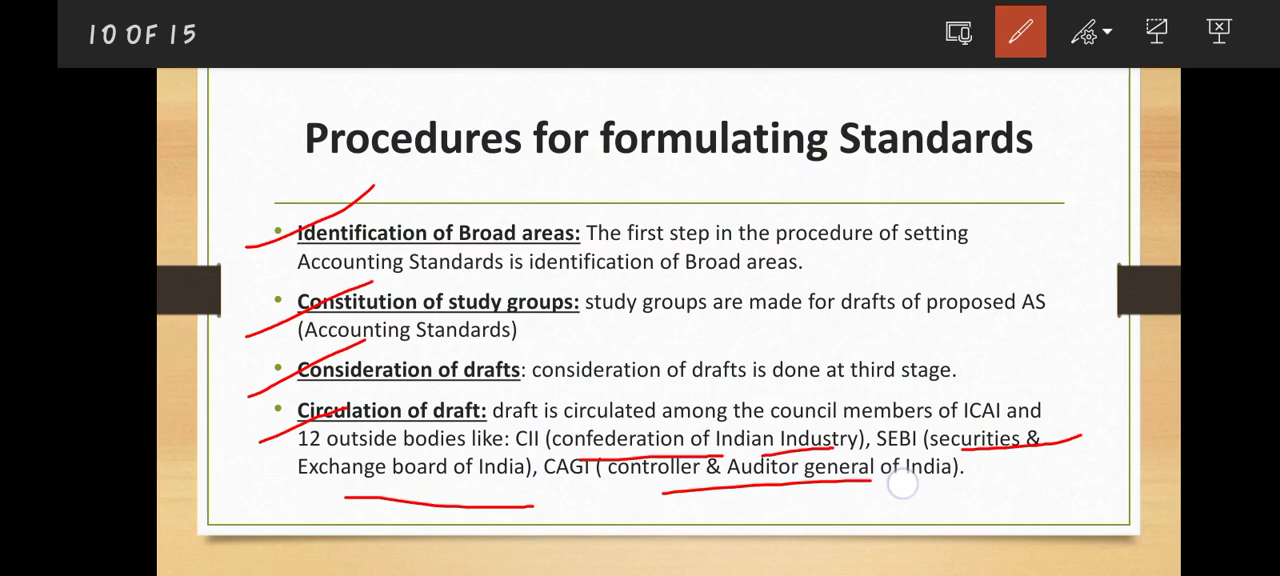 10 OF 15
Procedures for formulating Standards
• Identification of Broad areas: The first step in the procedure of setting
Accounting Standards is identification of Broad areas.
• Constitution of study groups: study groups are made for drafts of proposed AS
(Accounting Standards)
• Consideration of drafts: consideration of drafts is done at third stage.
• Circulation of draft: draft is circulated among the council members of ICAI and
12 outside bodies like: CII (confederation of Indian Industry), SEBI (securities &
Exchange board of India), CAGI ( controller & Auditor general of India).